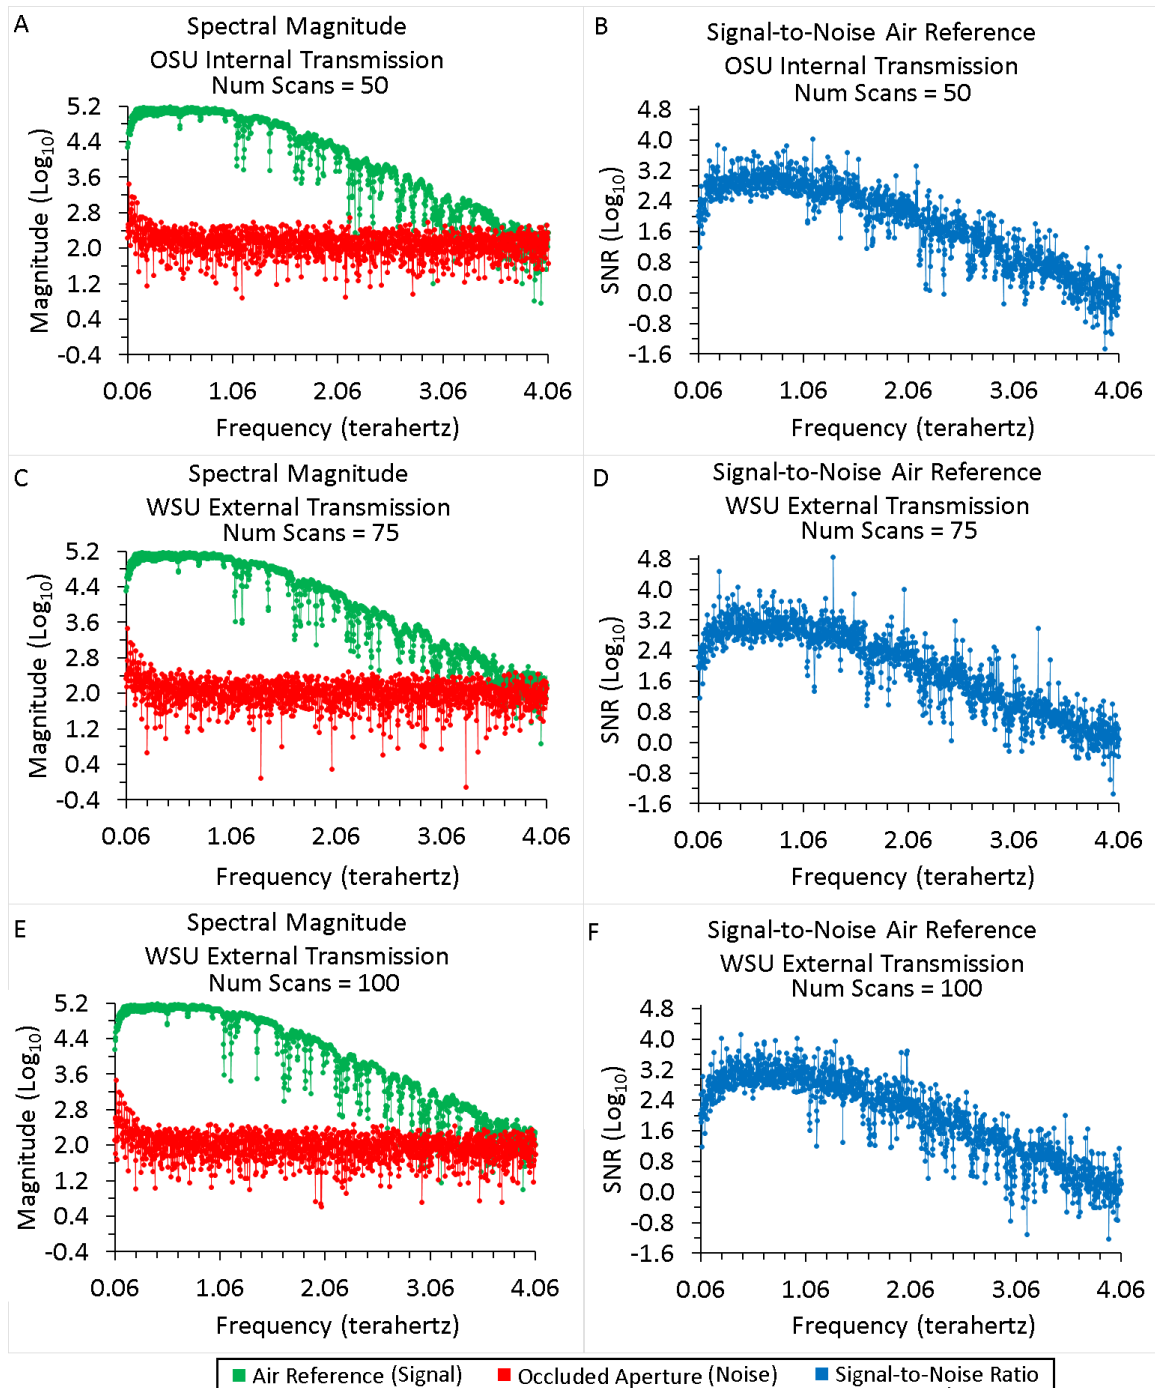 A
Spectral Magnitude
OSU Internal Transmission
Num Scans = 50
Magnitude (Log10)
5.2
4.4
3.6
2.8
2.0
1.2
0.4
-0.4
0.06 1.06 2.06 3.06 4.06
Frequency (terahertz)
B
Signal-to-Noise Air Reference
OSU Internal Transmission
Num Scans = 50
SNR (Log10)
4.8
4.0
3.2
2.4
1.6
0.8
0.0
-0.8
-1.6
0.06 1.06 2.06 3.06 4.06
Frequency (terahertz)
C
Spectral Magnitude
WSU External Transmission
Num Scans = 75
Magnitude (Log10)
5.2
4.4
3.6
2.8
2.0
1.2
0.4
-0.4
0.06 1.06 2.06 3.06 4.06
Frequency (terahertz)
D
Signal-to-Noise Air Reference
WSU External Transmission
Num Scans = 75
SNR (Log10)
4.8
4.0
3.2
2.4
1.6
0.8
0.0
-0.8
-1.6
0.06 1.06 2.06 3.06 4.06
Frequency (terahertz)
E
Spectral Magnitude
WSU External Transmission
Num Scans = 100
Magnitude (Log10)
5.2
4.4
3.6
2.8
2.0
1.2
0.4
-0.4
0.06 1.06 2.06 3.06 4.06
Frequency (terahertz)
F
Signal-to-Noise Air Reference
WSU External Transmission
Num Scans = 100
SNR (Log10)
4.8
4.0
3.2
2.4
1.6
0.8
0.0
-0.8
-1.6
0.06 1.06 2.06 3.06 4.06
Frequency (terahertz)
Air Reference (Signal) Occluded Aperture (Noise) Signal-to-Noise Ratio